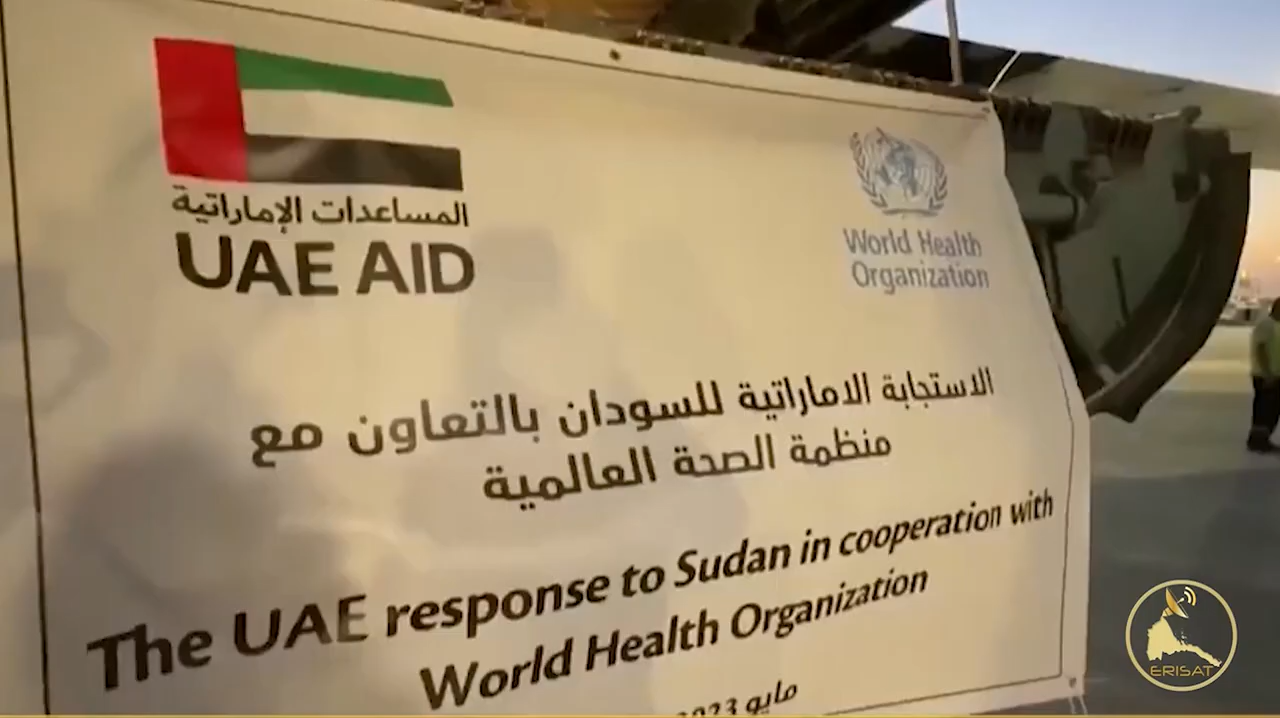 المساعدات الإماراتية
UAE AID
World Health
Organization
الاستجابة الاماراتية للسودان بالتعاون مع
منظمة الصحة العالمية
The UAE response to Sudan in cooperation with
World Health Organization
مايو 2023
ERISAT